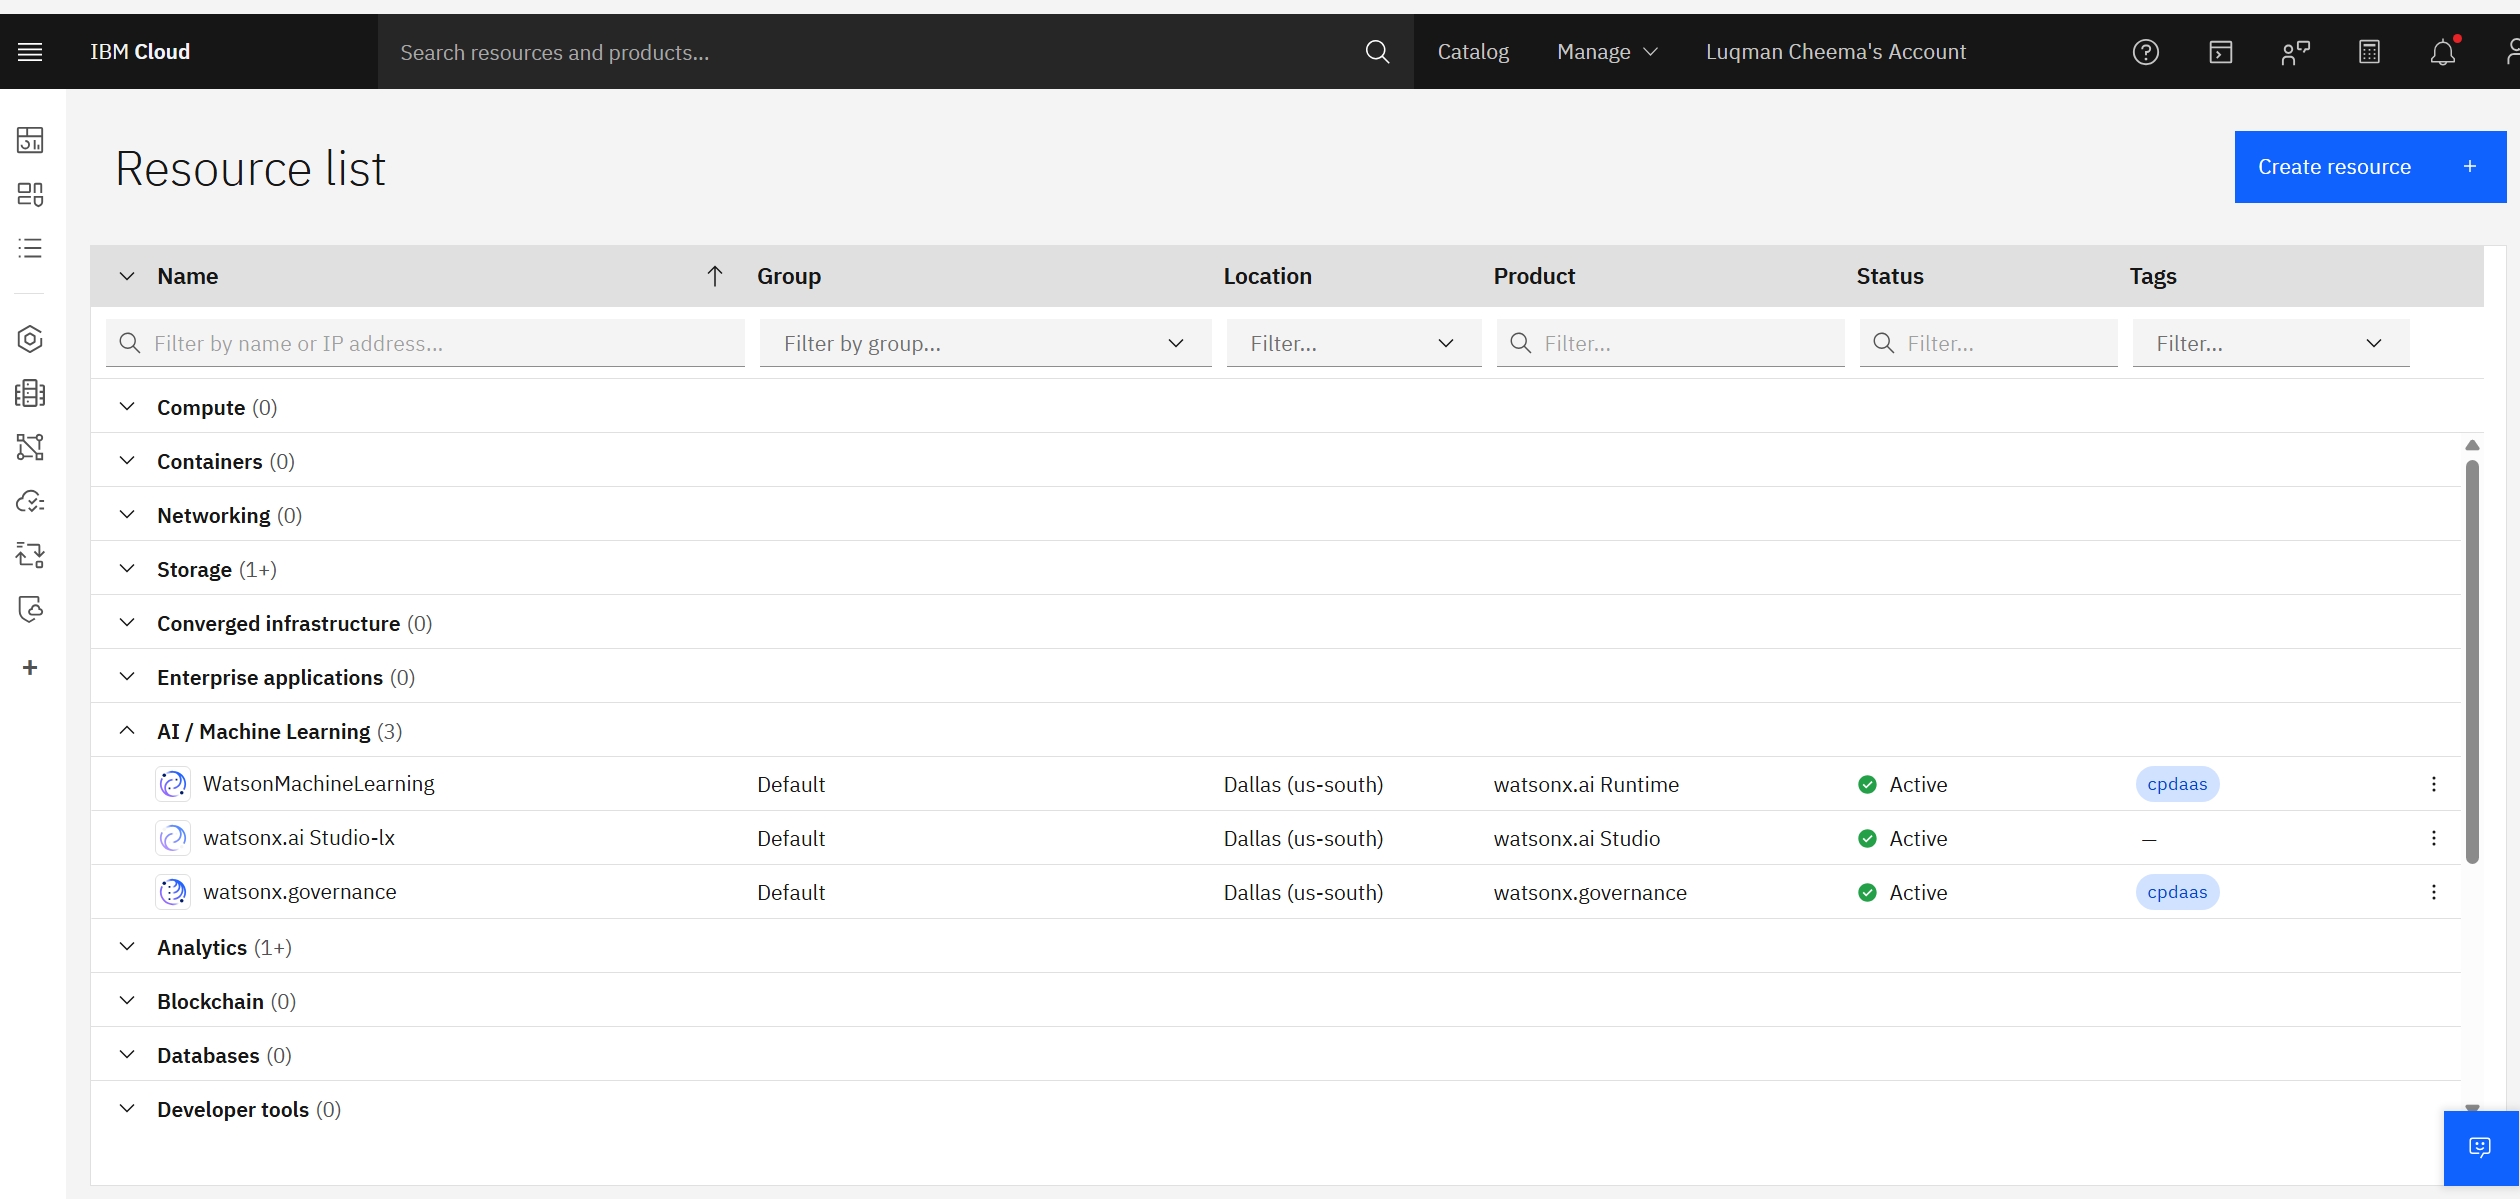 IBM Cloud
Search resources and products...
Catalog
Manage
Luqman Cheema's Account
Resource list
Create resource +
Name
Group
Location
Product
Status
Tags
Filter by name or IP address...
Filter by group...
Filter...
Filter...
Filter...
Filter...
Compute (0)
Containers (0)
Networking (0)
Storage (1+)
Converged infrastructure (0)
Enterprise applications (0)
AI / Machine Learning (3)
WatsonMachineLearning Default Dallas (us-south) watsonx.ai Runtime Active cpdaas
watsonx.ai Studio-lx Default Dallas (us-south) watsonx.ai Studio Active —
watsonx.governance Default Dallas (us-south) watsonx.governance Active cpdaas
Analytics (1+)
Blockchain (0)
Databases (0)
Developer tools (0)